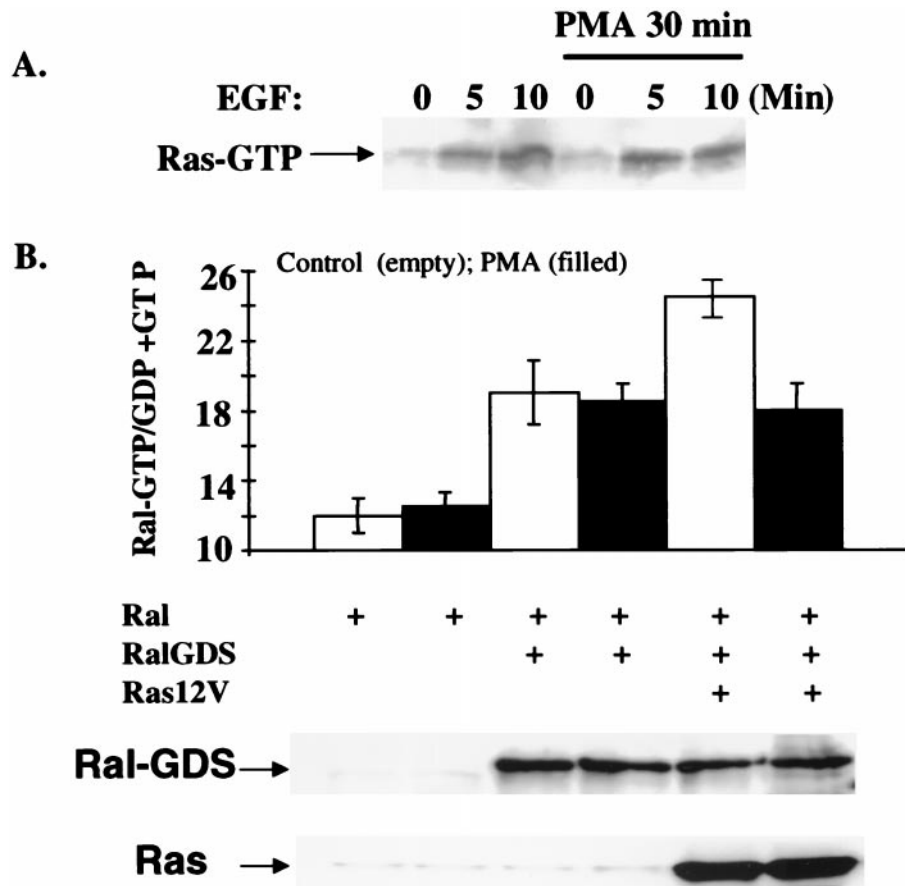 PMA 30 min
A.
EGF: 0 5 10 0 5 10 (Min)
Ras-GTP
B.
Control (empty); PMA (filled)
Ral-GTP/GDP +GT P
26
22
18
14
10
Ral + + + + + +
RalGDS + + + +
Ras12V + +
Ral-GDS
Ras